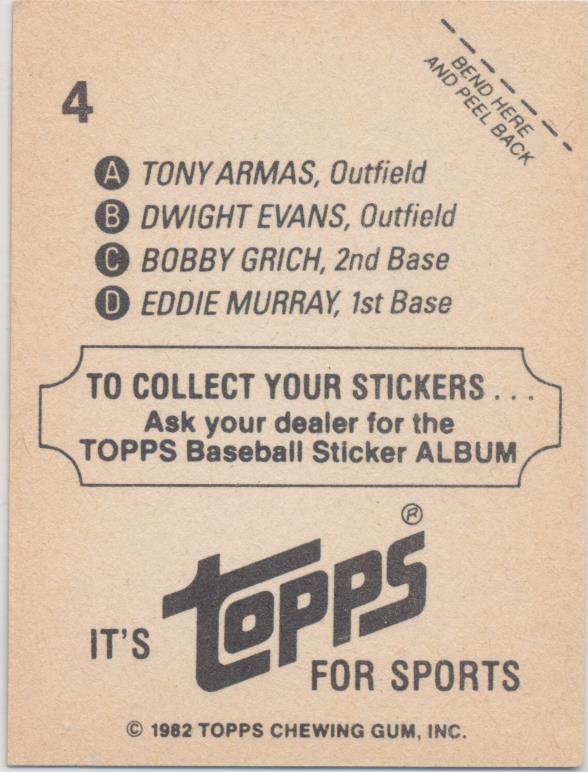 4
BEND HERE
AND PEEL BACK
A TONY ARMAS, Outfield
B DWIGHT EVANS, Outfield
C BOBBY GRICH, 2nd Base
D EDDIE MURRAY, 1st Base
TO COLLECT YOUR STICKERS...
Ask your dealer for the
TOPPS Baseball Sticker ALBUM
IT'S topps® FOR SPORTS
© 1982 TOPPS CHEWING GUM, INC.